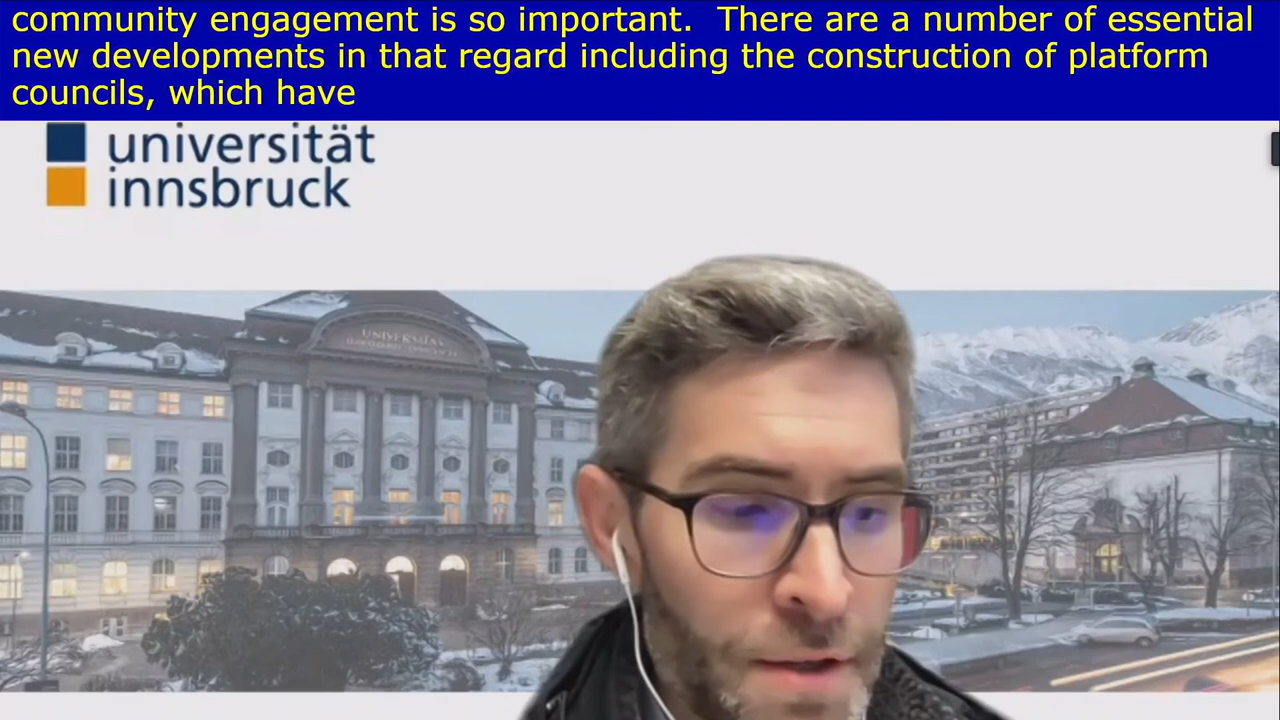 community engagement is so important.  There are a number of essential
new developments in that regard including the construction of platform
councils, which have
universität
innsbruck